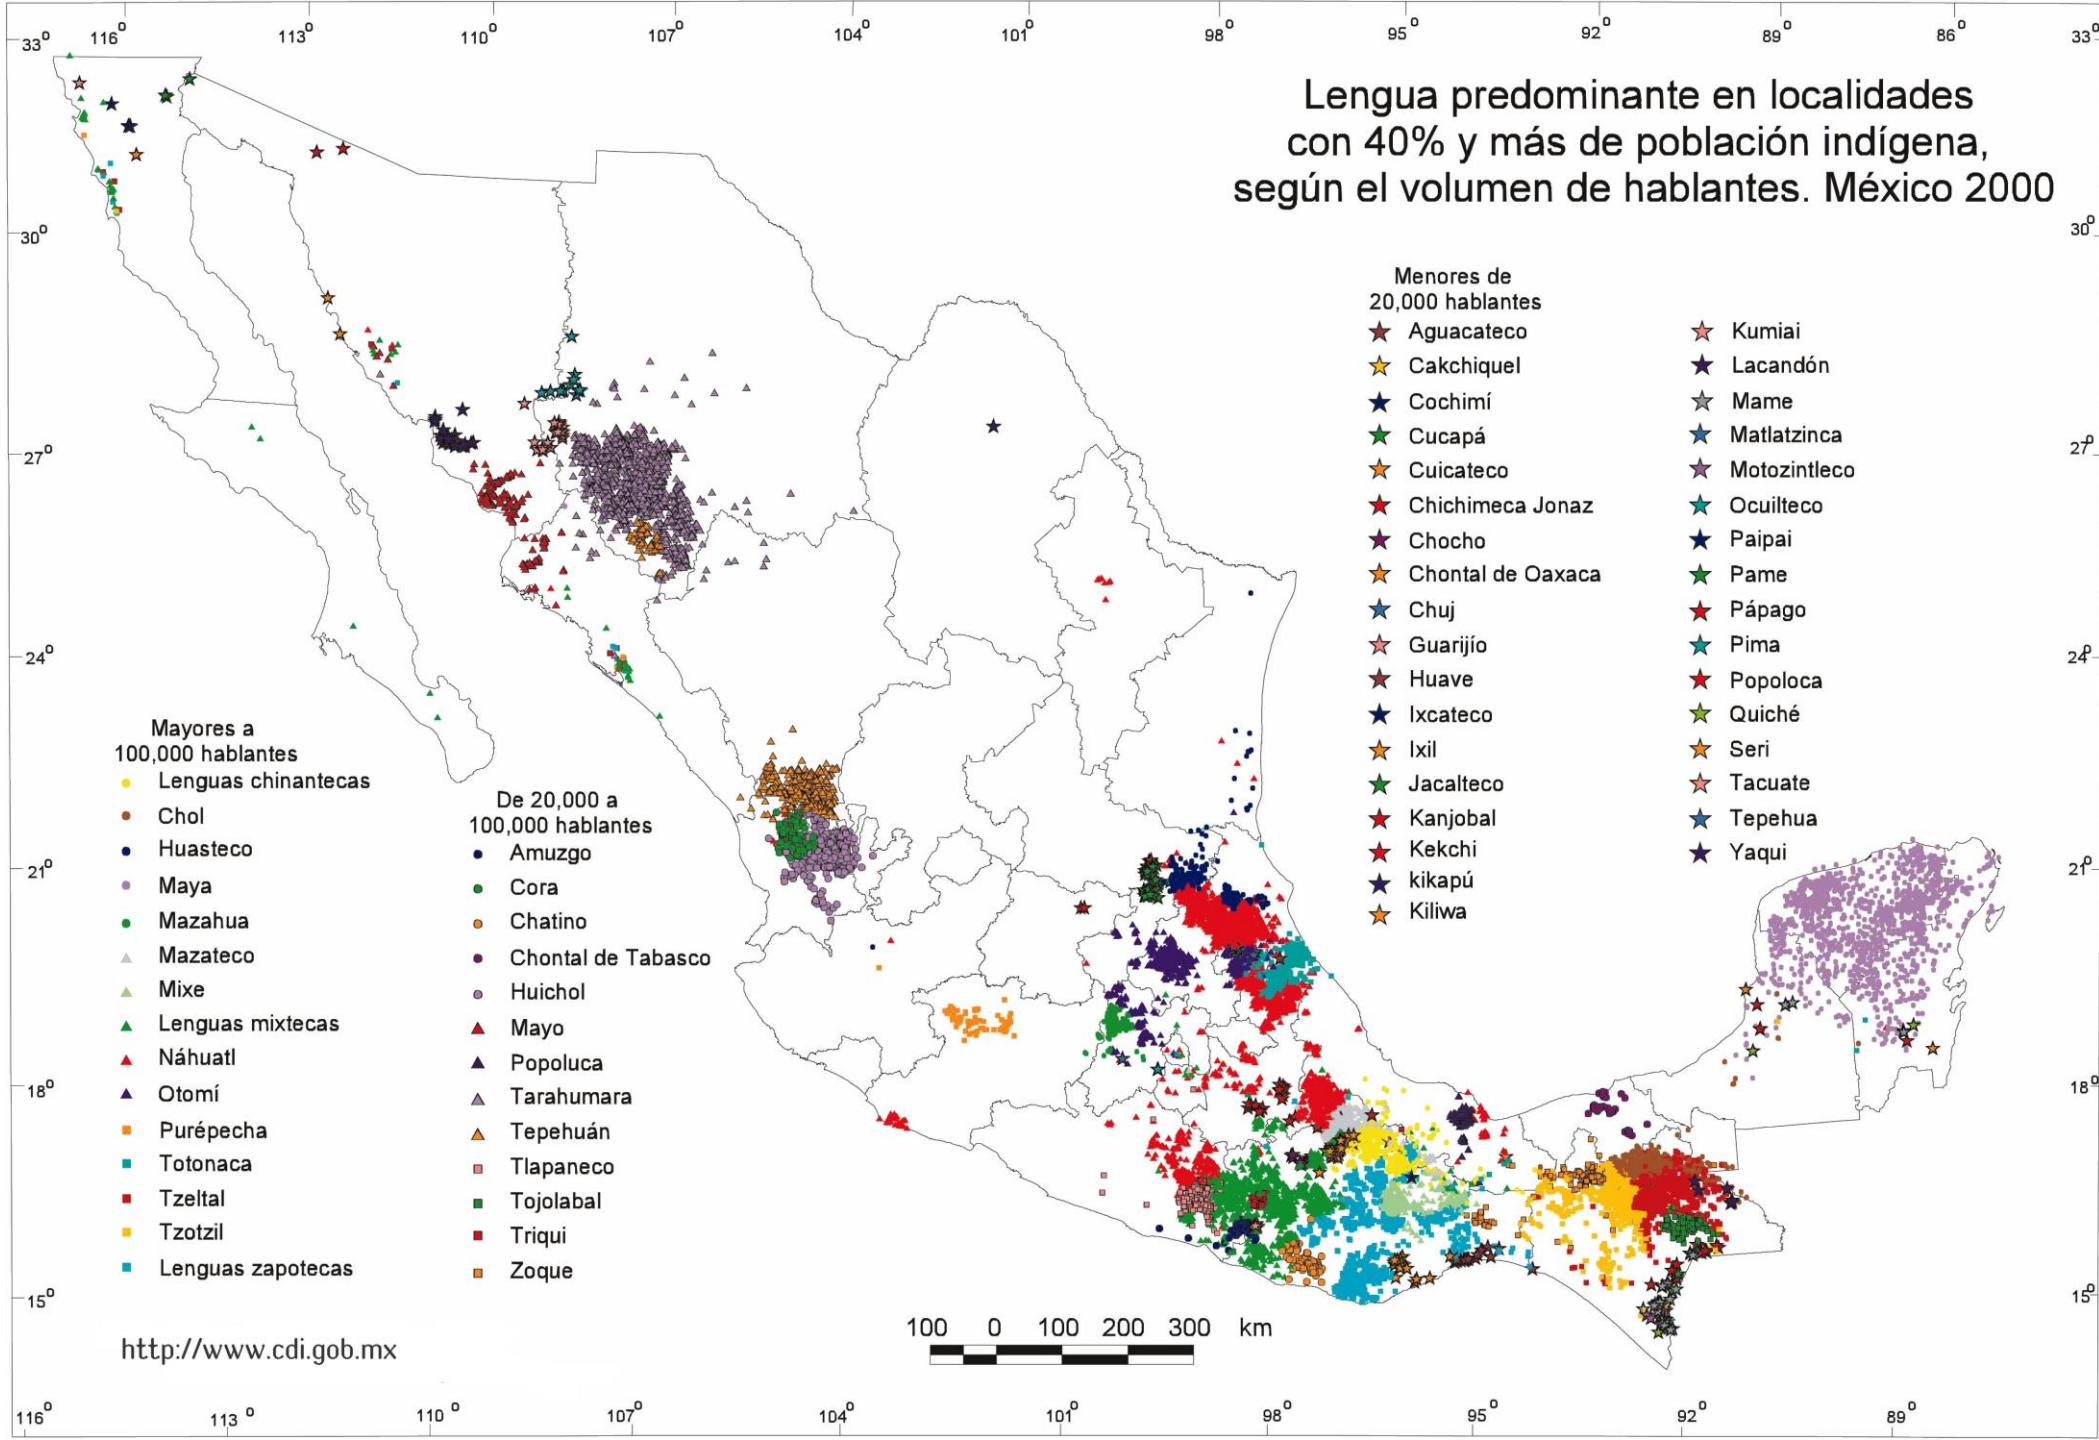 116° 113° 110° 107° 104° 101° 98° 95° 92° 89° 86°
33° 33°
Lengua predominante en localidades
con 40% y más de población indígena,
según el volumen de hablantes. México 2000
30° 30°
27° 27°
24° 24°
21° 21°
18° 18°
15° 15°
Menores de
20,000 hablantes
Aguacateco
Cakchiquel
Cochimí
Cucapá
Cuicateco
Chichimeca Jonaz
Chocho
Chontal de Oaxaca
Chuj
Guarijío
Huave
Ixcateco
Ixil
Jacalteco
Kanjobal
Kekchi
kikapú
Kiliwa
Kumiai
Lacandón
Mame
Matlatzinca
Motozintleco
Ocuilteco
Paipai
Pame
Pápago
Pima
Popoloca
Quiché
Seri
Tacuate
Tepehua
Yaqui
Mayores a
100,000 hablantes
Lenguas chinantecas
Chol
Huasteco
Maya
Mazahua
Mazateco
Mixe
Lenguas mixtecas
Náhuatl
Otomí
Purépecha
Totonaca
Tzeltal
Tzotzil
Lenguas zapotecas
De 20,000 a
100,000 hablantes
Amuzgo
Cora
Chatino
Chontal de Tabasco
Huichol
Mayo
Popoluca
Tarahumara
Tepehuán
Tlapaneco
Tojolabal
Triqui
Zoque
http://www.cdi.gob.mx
100 0 100 200 300 km
116° 113° 110° 107° 104° 101° 98° 95° 92° 89°